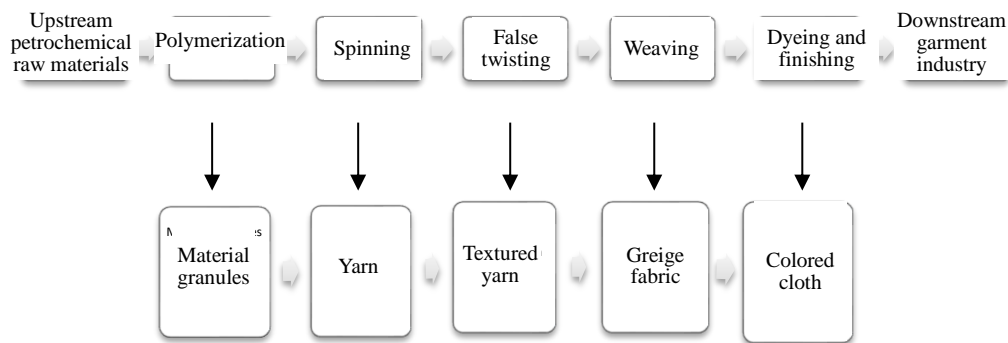 Upstream
petrochemical
raw materials
Polymerization
Spinning
False
twisting
Weaving
Dyeing and
finishing
Downstream
garment
industry
Material
granules
Yarn
Textured
yarn
Greige
fabric
Colored
cloth